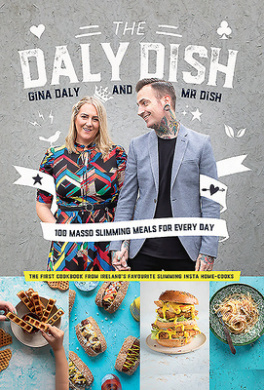 THE
DALY DISH
GINA DALY AND MR DISH
100 MASSO SLIMMING MEALS FOR EVERY DAY
THE FIRST COOKBOOK FROM IRELAND'S FAVOURITE SLIMMING INSTA HOME-COOKS